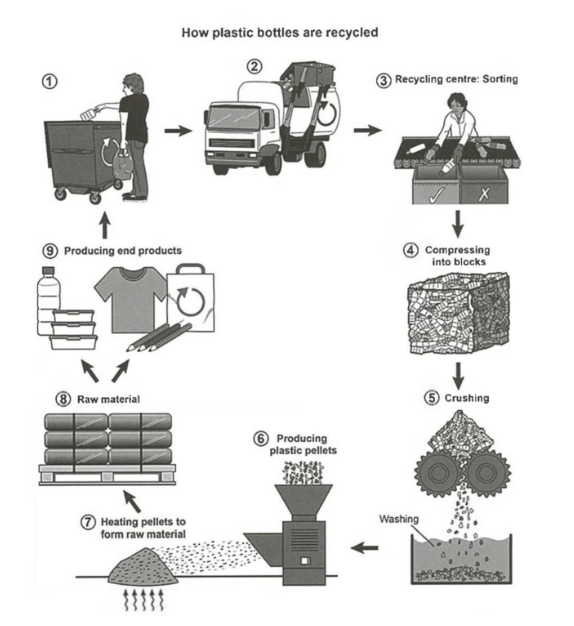 How plastic bottles are recycled
1
2
3 Recycling centre: Sorting
4 Compressing
into blocks
5 Crushing
Washing
6 Producing
plastic pellets
7 Heating pellets to
form raw material
8 Raw material
9 Producing end products